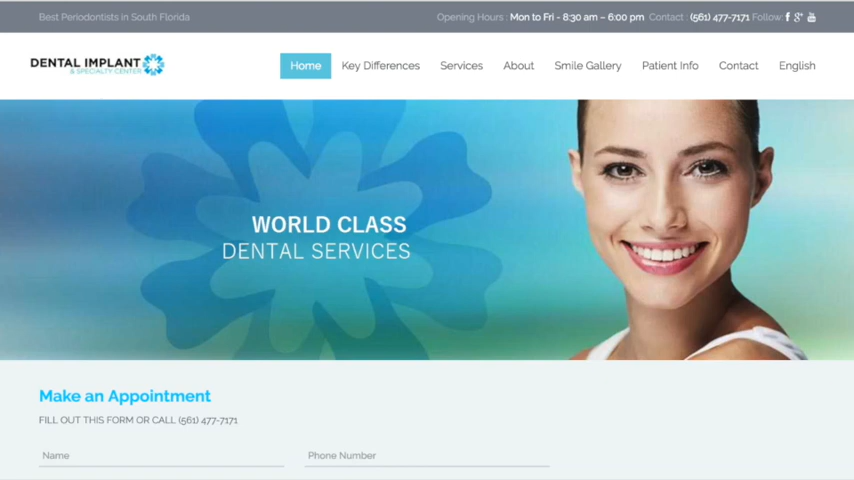 Best Periodontists in South Florida
Opening Hours : Mon to Fri - 8:30 am – 6:00 pm Contact : (561) 477-7171 Follow:
DENTAL IMPLANT
& SPECIALTY CENTER
Home Key Differences Services About Smile Gallery Patient Info Contact English
WORLD CLASS
DENTAL SERVICES
Make an Appointment
FILL OUT THIS FORM OR CALL (561) 477-7171
Name Phone Number